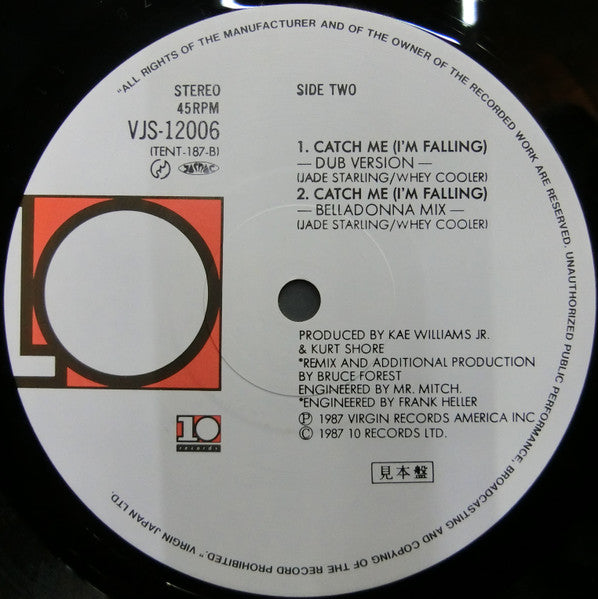 "ALL RIGHTS OF THE MANUFACTURER AND OF THE OWNER OF THE RECORDED WORK ARE RESERVED. UNAUTHORIZED PUBLIC PERFORMANCE, BROADCASTING AND COPYING OF THE RECORD PROHIBITED." VIRGIN JAPAN LTD.
STEREO
45RPM
VJS-12006
(TENT-187-B)
JASRAC
SIDE TWO
1. CATCH ME (I'M FALLING)
— DUB VERSION —
(JADE STARLING/WHEY COOLER)
2. CATCH ME (I'M FALLING)
— BELLADONNA MIX —
(JADE STARLING/WHEY COOLER)
10
PRODUCED BY KAE WILLIAMS JR.
& KURT SHORE
*REMIX AND ADDITIONAL PRODUCTION
BY BRUCE FOREST
ENGINEERED BY MR. MITCH.
*ENGINEERED BY FRANK HELLER
Ⓟ 1987 VIRGIN RECORDS AMERICA INC.
© 1987 10 RECORDS LTD.
10
records
見本盤